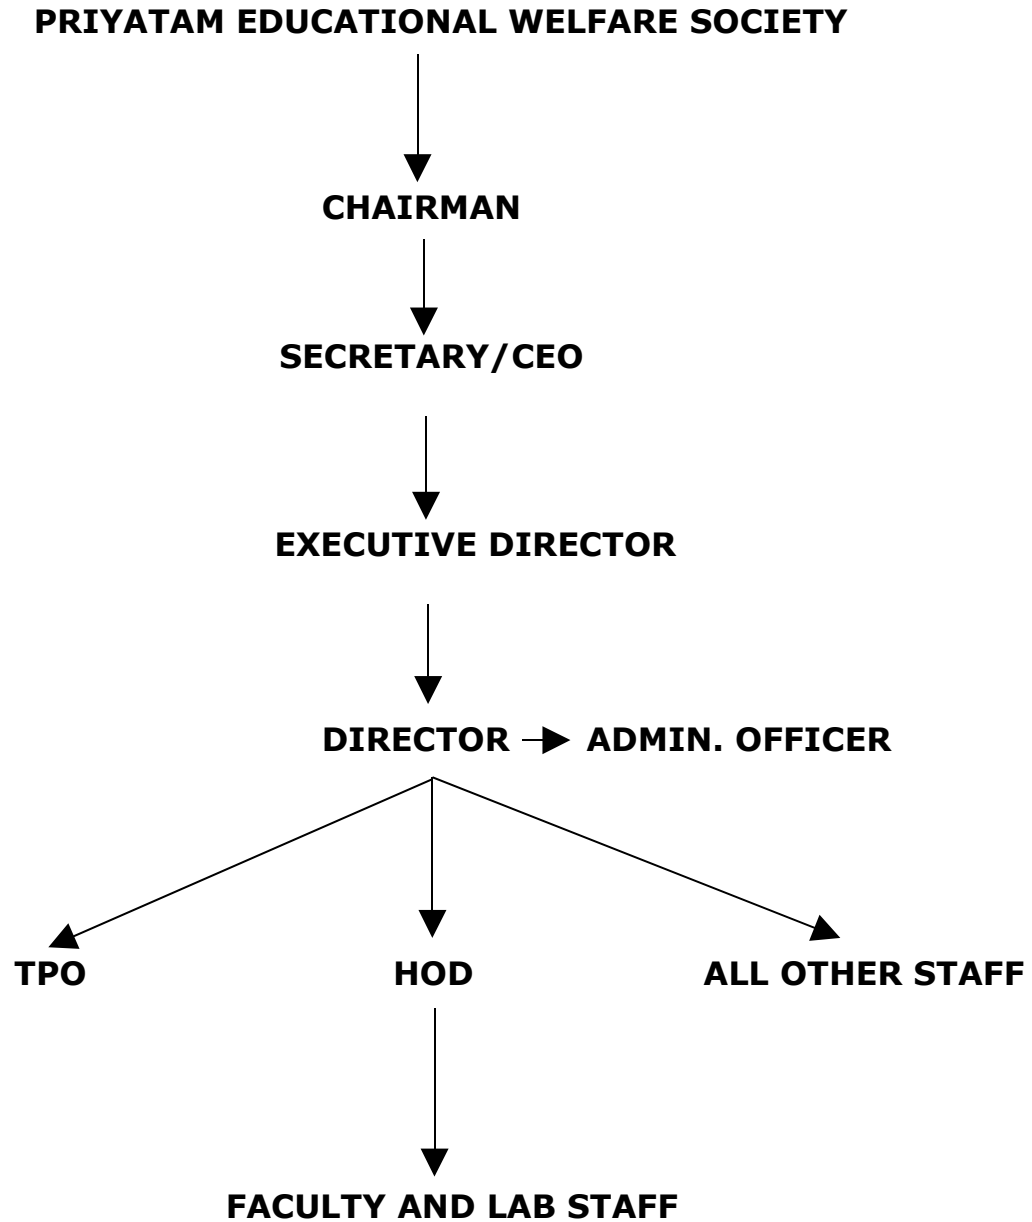 PRIYATAM EDUCATIONAL WELFARE SOCIETY
CHAIRMAN
SECRETARY/CEO
EXECUTIVE DIRECTOR
DIRECTOR ADMIN. OFFICER
TPO HOD ALL OTHER STAFF
FACULTY AND LAB STAFF